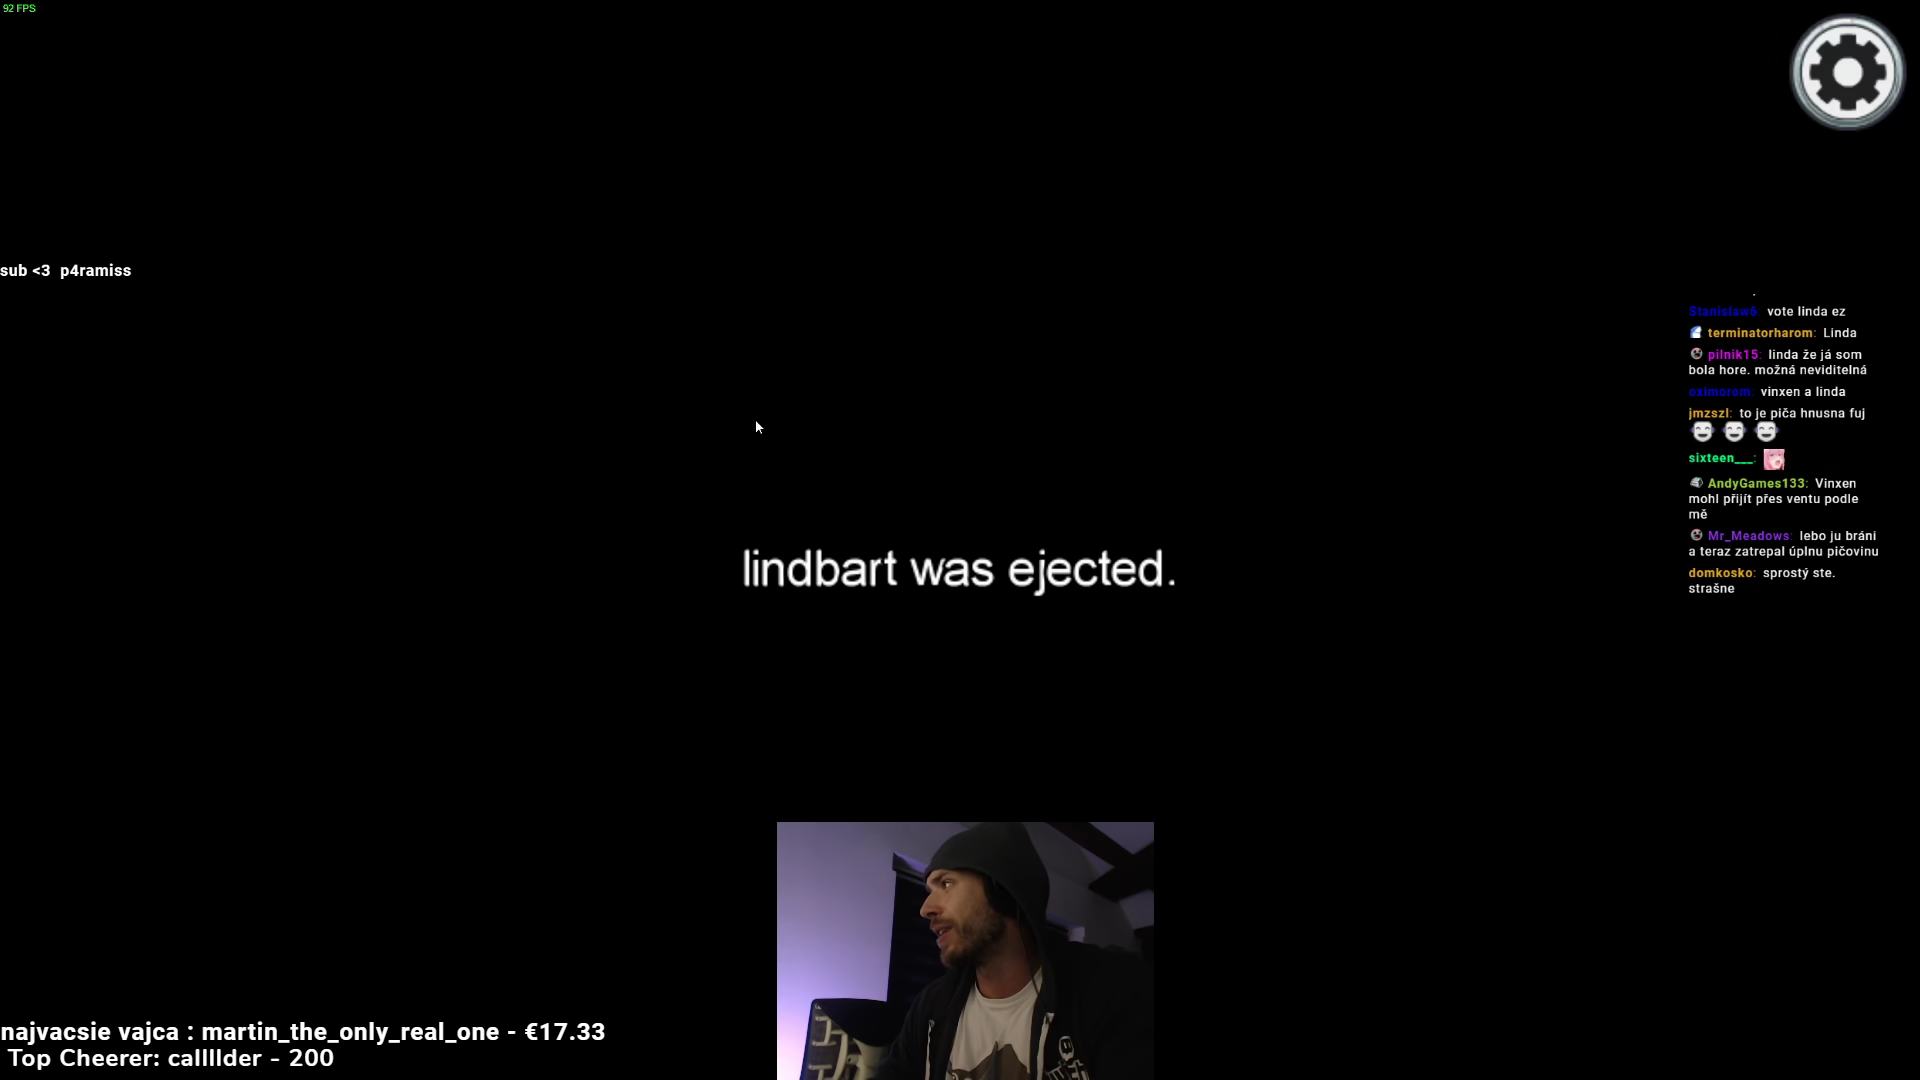 92 FPS
sub <3 p4ramiss
Stanislaw6: vote linda ez
terminatorharom: Linda
pilnik15: linda že já som
bola hore. možná neviditelná
oximorom: vinxen a linda
jmzszl: to je piča hnusna fuj
sixteen___:
AndyGames133: Vinxen
mohl přijít přes ventu podle
mě
Mr_Meadows: lebo ju bráni
a teraz zatrepal úplnu pičovinu
domkosko: sprostý ste.
strašne
lindbart was ejected.
najvacsie vajca : martin_the_only_real_one - €17.33
Top Cheerer: callllder - 200